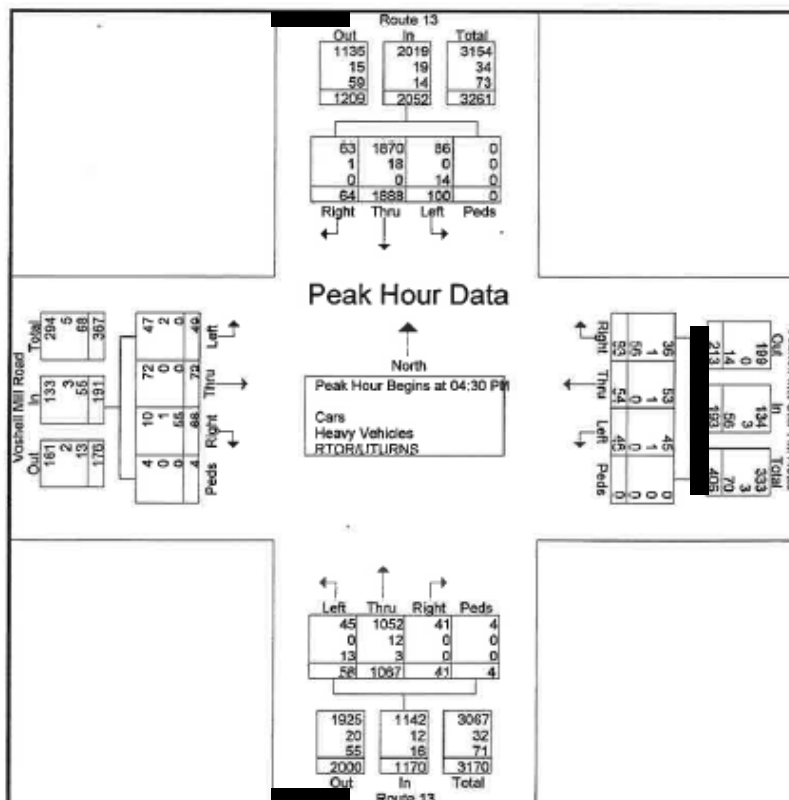 Route 13
Out In Total
1135 2019 3154
15 19 34
59 14 73
1209 2052 3261
63 1870 86 0
1 18 0 0
0 0 14 0
64 1888 100 0
Right Thru Left Peds
Peak Hour Data
North
Peak Hour Begins at 04:30 PM
Cars
Heavy Vehicles
RTOR/UTURNS
Voshell Mill Road
Total
294 5 68 367
In
133 3 55 191
Out
161 2 13 176
Left
47 2 0 49
Thru
72 0 0 72
Right
10 1 55 66
Peds
4 0 0 4
Right
36 1 56 93
Thru
53 1 0 54
Left
45 1 0 46
Peds
0 0 0 0
Out
199 0 14 213
In
134 3 56 193
Total
333 3 70 406
Left Thru Right Peds
45 1052 41 4
0 12 0 0
13 3 0 0
58 1067 41 4
1925 1142 3067
20 12 32
55 16 71
2000 1170 3170
Out In Total
Route 13